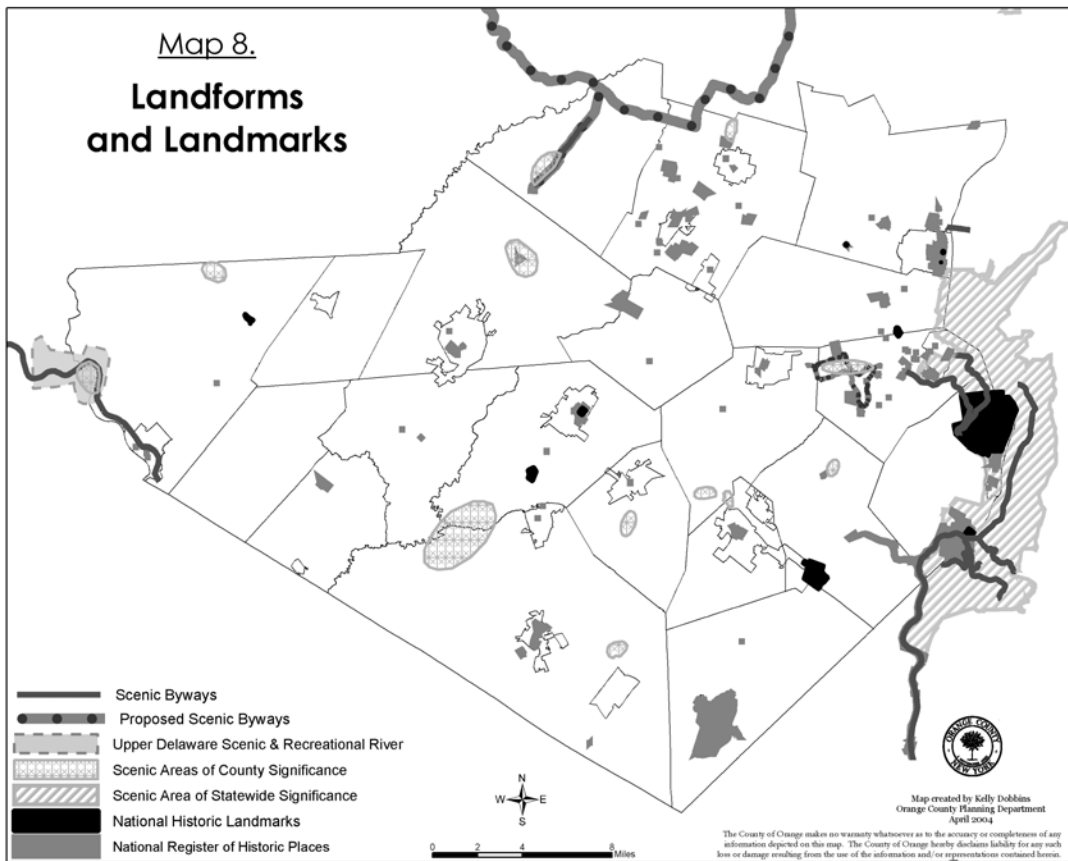 Map 8.
Landforms
and Landmarks
Scenic Byways
Proposed Scenic Byways
Upper Delaware Scenic & Recreational River
Scenic Areas of County Significance
Scenic Area of Statewide Significance
National Historic Landmarks
National Register of Historic Places
N
W E
S
0 4 8
Miles
ORANGE COUNTY
NEW YORK
Map created by Kelly Dobbins
Orange County Planning Department
April 2004
The County of Orange makes no warranty whatsoever as to the accuracy or completeness of any
information depicted on this map. The County of Orange hereby disclaims liability for any such
loss or damage resulting from the use of the information and/or representations contained herein.